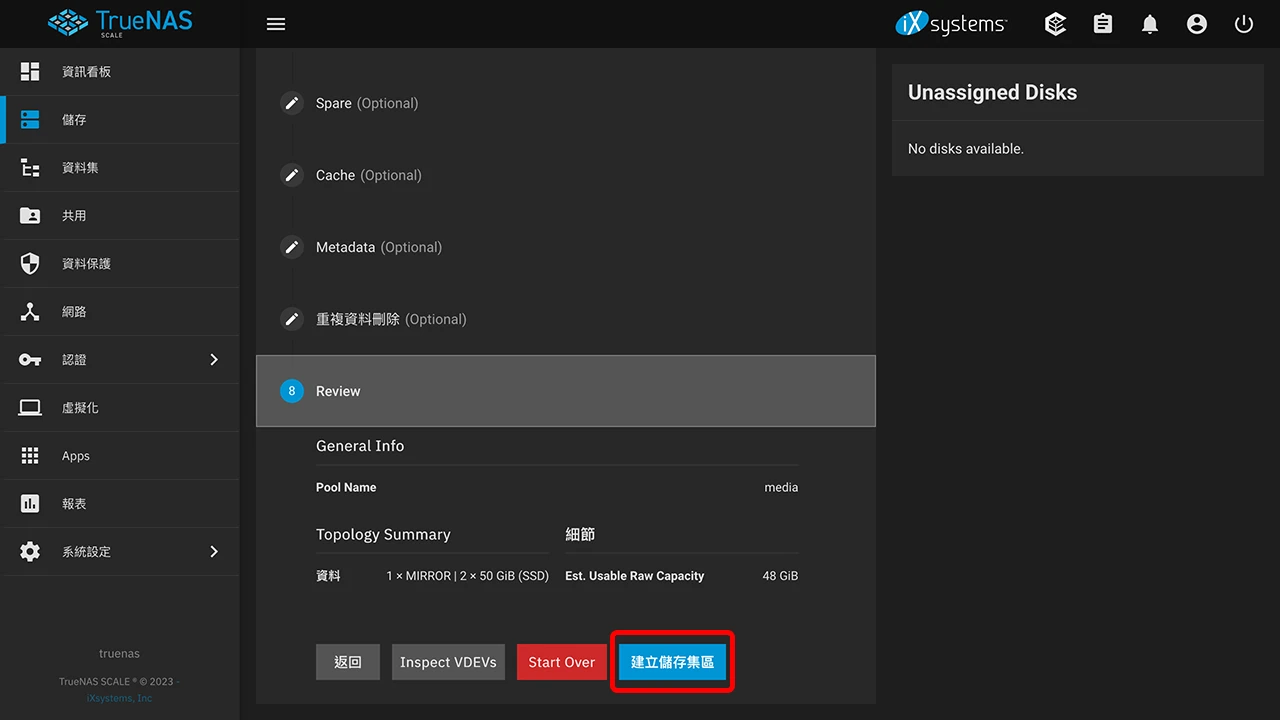 TrueNAS
SCALE
iXsystems
資訊看板
儲存
資料集
共用
資料保護
網路
認證
虛擬化
Apps
報表
系統設定
truenas
TrueNAS SCALE ® © 2023 -
iXsystems, Inc
Spare (Optional)
Cache (Optional)
Metadata (Optional)
重複資料刪除 (Optional)
8 Review
General Info
Pool Name media
Topology Summary 細節
資料 1 × MIRROR | 2 × 50 GiB (SSD) Est. Usable Raw Capacity 48 GiB
返回 Inspect VDEVs Start Over 建立儲存集區
Unassigned Disks
No disks available.